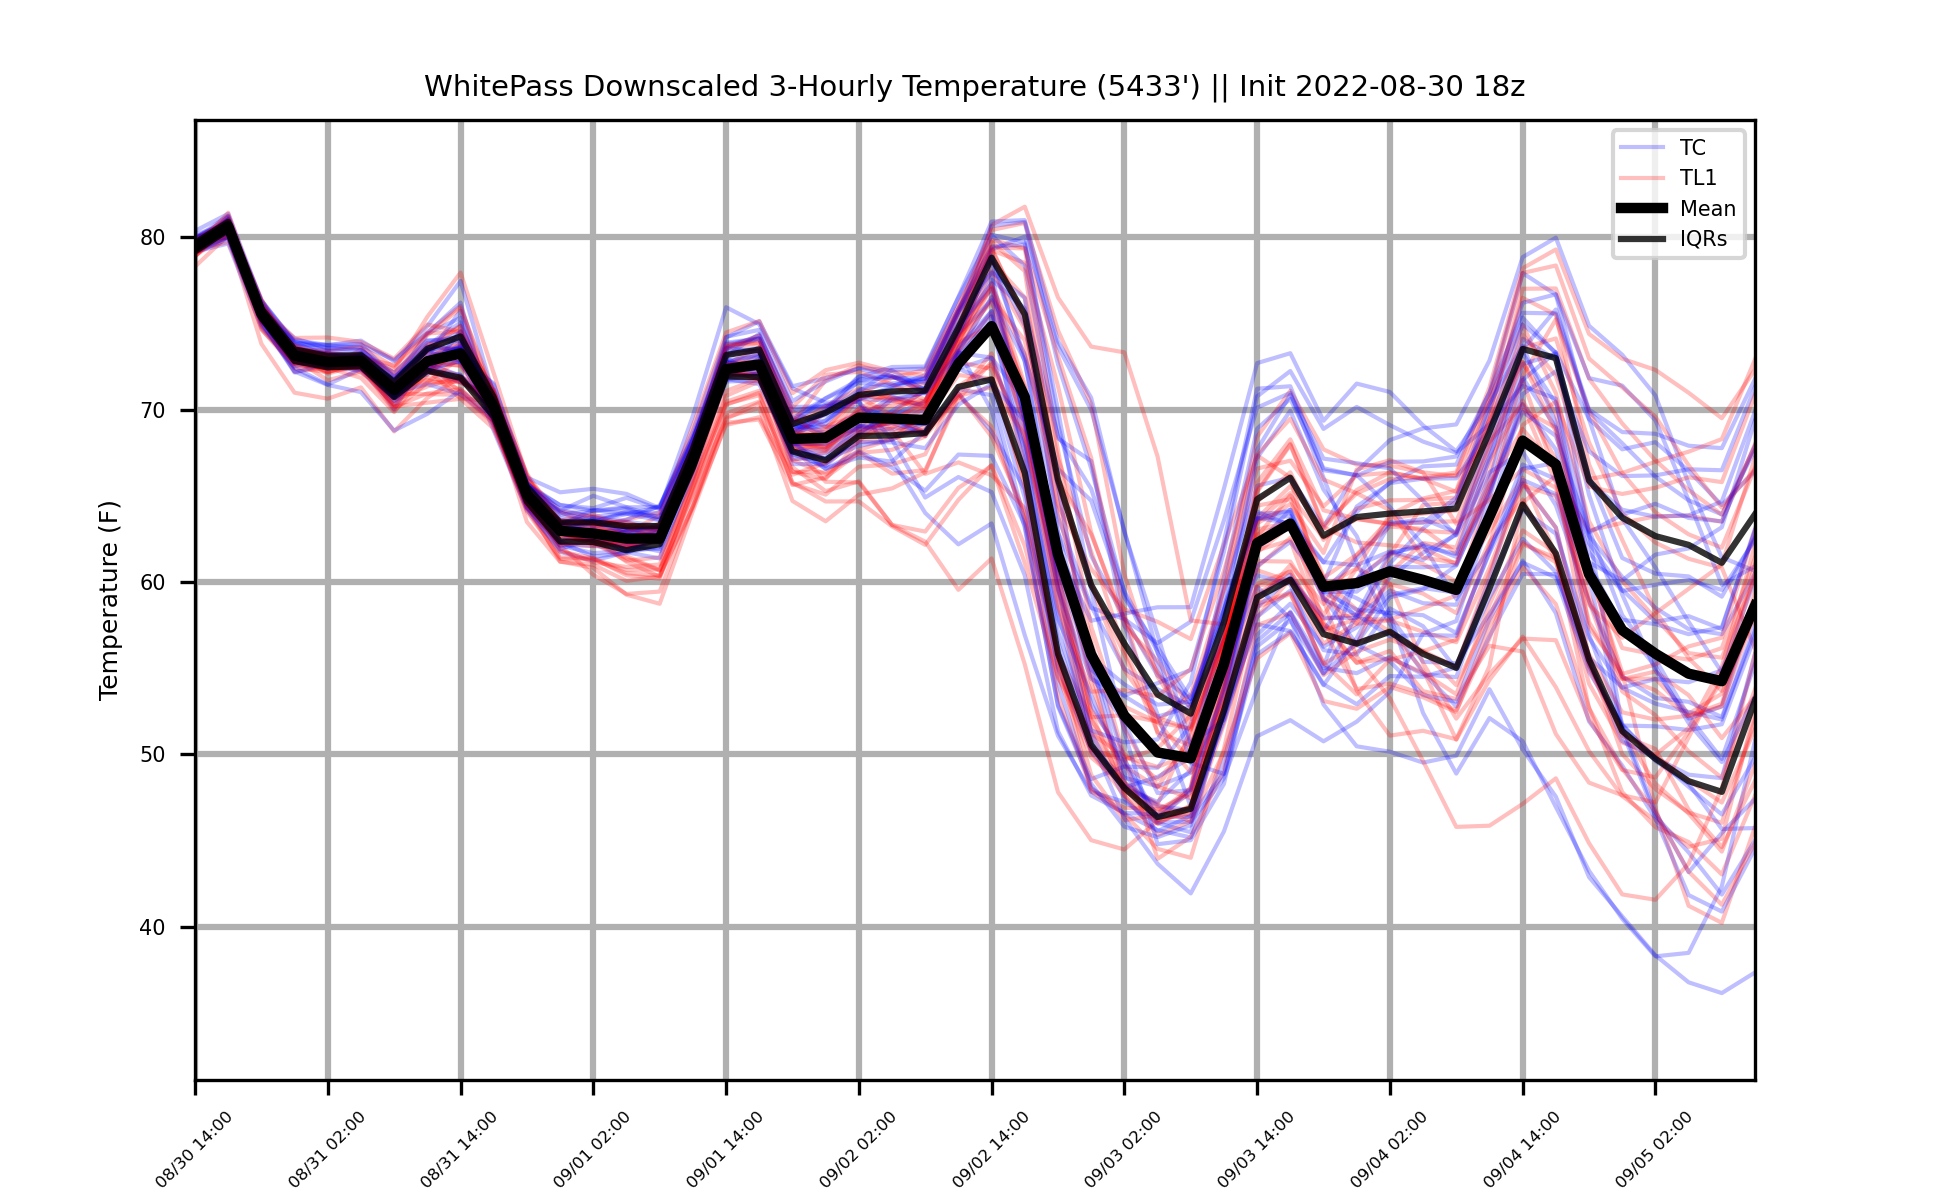 WhitePass Downscaled 3-Hourly Temperature (5433') || Init 2022-08-30 18z
TC
TL1
Mean
IQRs
Temperature (F)
80
70
60
50
40
08/30 14:00
08/31 02:00
08/31 14:00
09/01 02:00
09/01 14:00
09/02 02:00
09/02 14:00
09/03 02:00
09/03 14:00
09/04 02:00
09/04 14:00
09/05 02:00